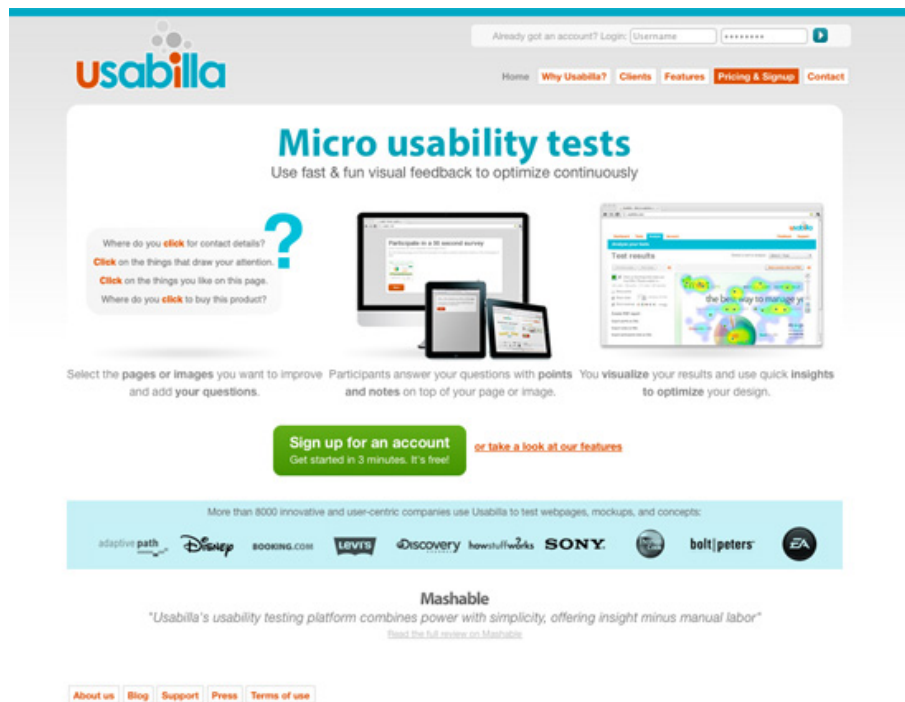 Already got an account? Login: Username ••••••••
usabilla
Home Why Usabilla? Clients Features Pricing & Signup Contact
Micro usability tests
Use fast & fun visual feedback to optimize continuously
Where do you click for contact details?
Click on the things that draw your attention.
Click on the things you like on this page.
Where do you click to buy this product?
?
Participate in a 30 second survey
usabilla
Analyze your tests
Test results
the best way to manage yo
Select the pages or images you want to improve
and add your questions.
Participants answer your questions with points
and notes on top of your page or image.
You visualize your results and use quick insights
to optimize your design.
Sign up for an account
Get started in 3 minutes. It's free!
or take a look at our features
More than 8000 innovative and user-centric companies use Usabilla to test webpages, mockups, and concepts:
adaptive path Disney BOOKING.COM LEVI'S Discovery howstuffworks SONY bolt|peters EA
Mashable
"Usabilla's usability testing platform combines power with simplicity, offering insight minus manual labor"
Read the full review on Mashable
About us Blog Support Press Terms of use